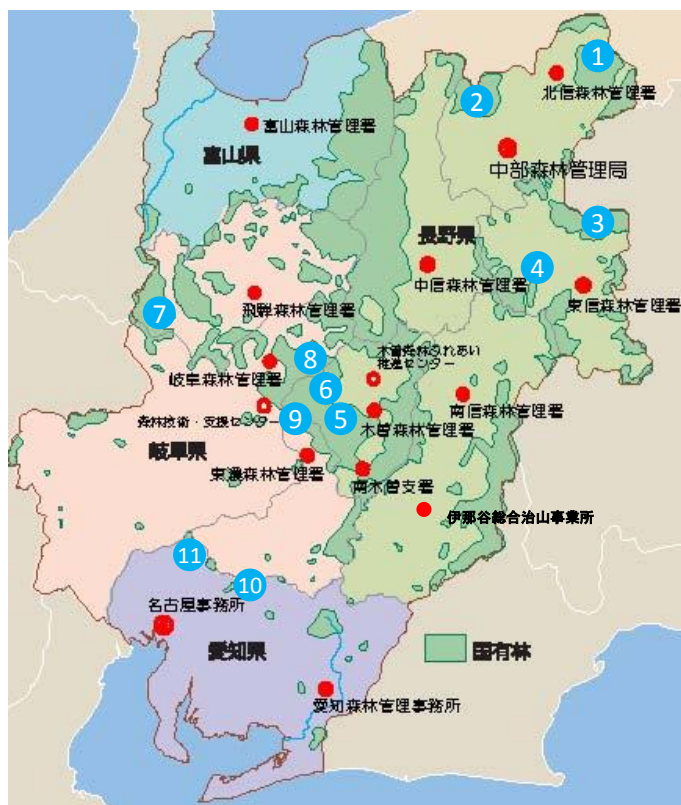 1
北信森林管理署
2
富山森林管理署
富山県
中部森林管理局
3
長野県
4
中信森林管理署
東信森林管理署
7
飛騨森林管理署
8
木曽森林ふれあい
推進センター
岐阜森林管理署
6
南信森林管理署
森林技術・支援センター
9
5
木曽森林管理署
岐阜県
東濃森林管理署
南木曽支署
伊那谷総合治山事業所
11
10
名古屋事務所
愛知県
国有林
愛知森林管理事務所